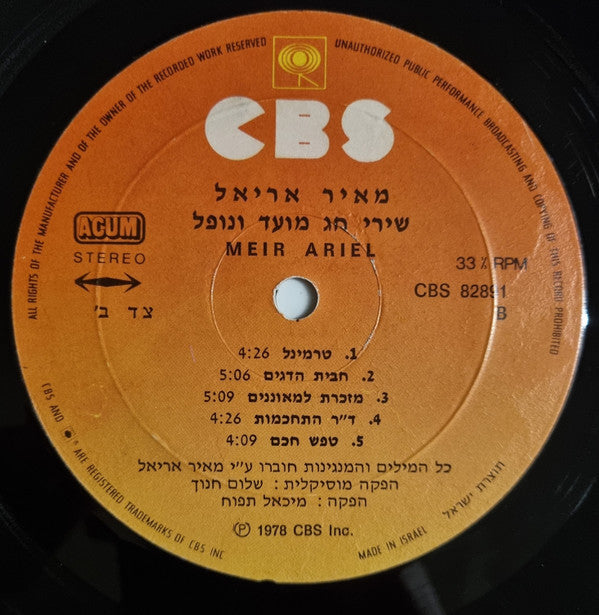 ALL RIGHTS OF THE MANUFACTURER AND OF THE OWNER OF THE RECORDED WORK RESERVED
UNAUTHORIZED PUBLIC PERFORMANCE BROADCASTING AND COPYING OF THIS RECORD PROHIBITED
CBS
מאיר אריאל
שירי חג מועד ונופל
MEIR ARIEL
ACUM
STEREO
33⅓ RPM
CBS 82891
צד ב'
B
1. טרמינל 4:26
2. חבית הדגים 5:06
3. מזכרת למאוננים 5:09
4. ד"ר התחכמות 4:26
5. טפש חכם 4:09
כל המילים והמנגינות חוברו ע"י מאיר אריאל
הפקה מוסיקלית: שלום חנוך
הפקה: מיכאל תפוח
℗ 1978 CBS Inc.
CBS AND ® ARE REGISTERED TRADEMARKS OF CBS INC
MADE IN ISRAEL
תוצרת ישראל